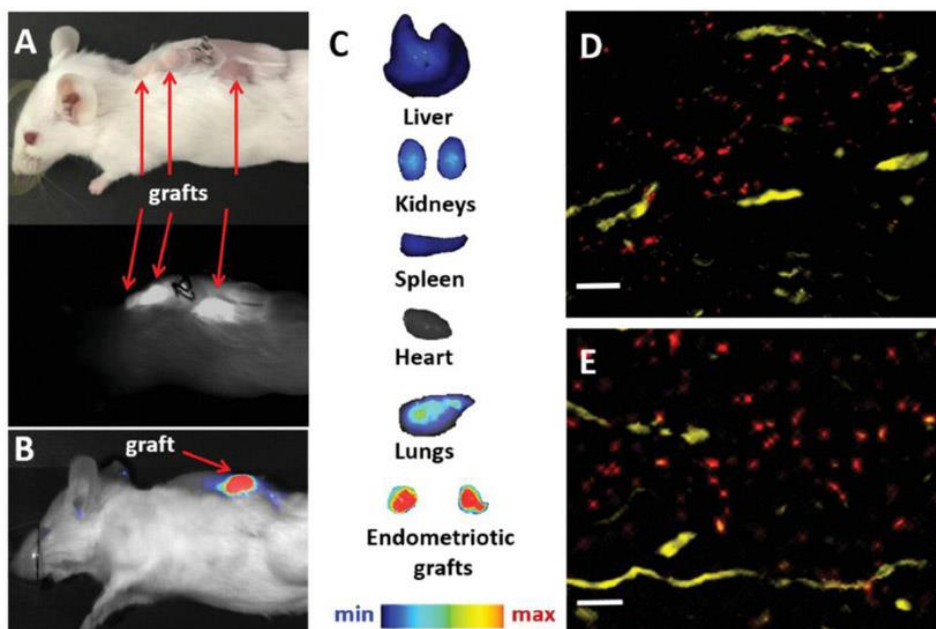 A
grafts
B
graft
C
Liver
Kidneys
Spleen
Heart
Lungs
Endometriotic
grafts
min
max
D
E